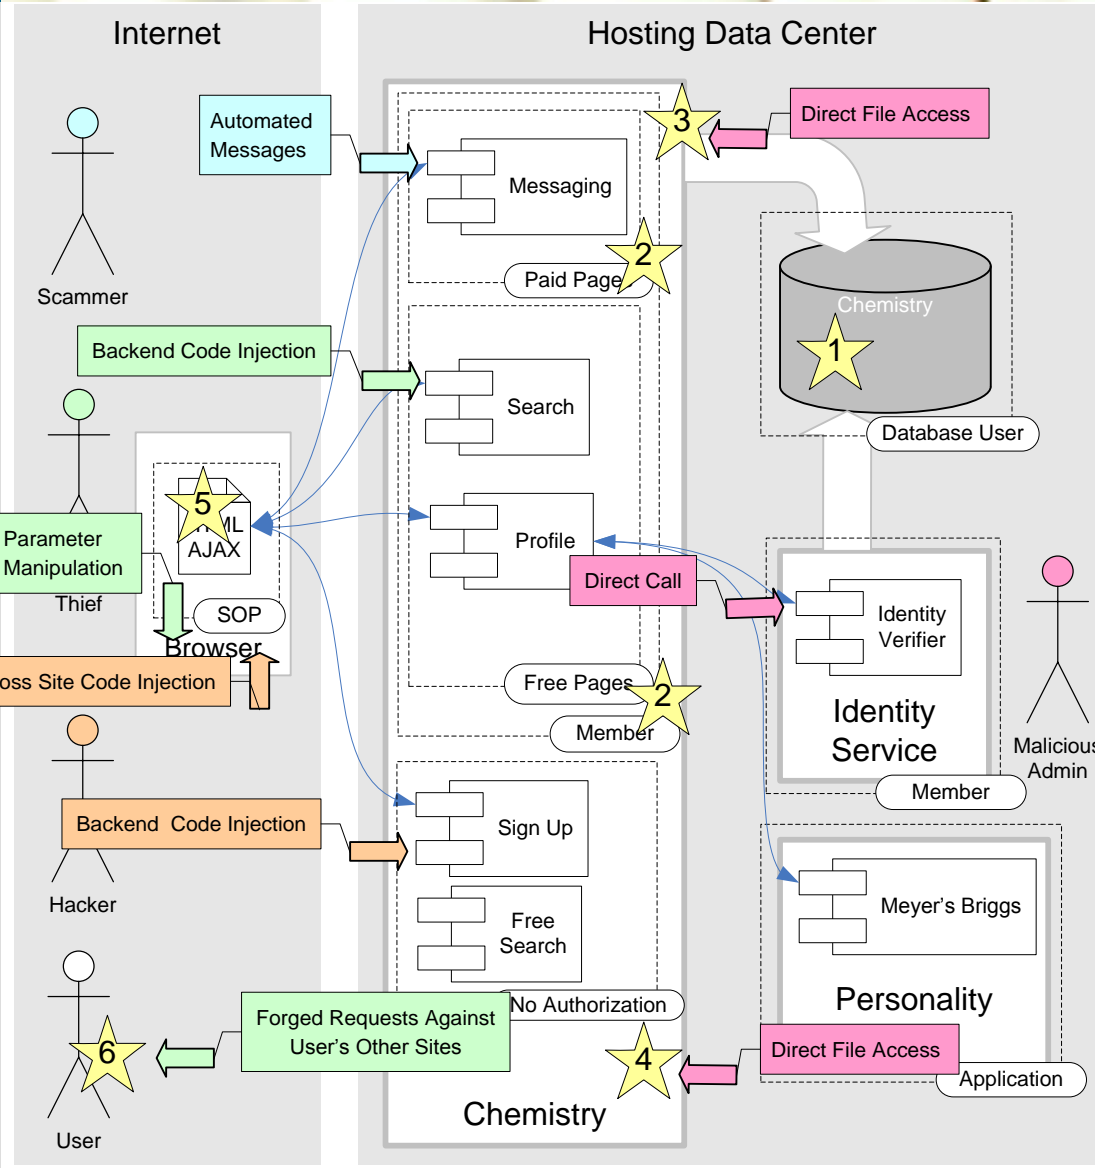 Internet
Hosting Data Center
Automated
Messages
3
Direct File Access
Messaging
Scammer
2
Paid Pages
Chemistry
1
Backend Code Injection
Search
Database User
5
HTML
AJAX
Profile
Parameter
Manipulation
Thief
SOP
Browser
Direct Call
Identity
Verifier
oss Site Code Injection
Free Pages
2
Member
Identity
Service
Malicious
Admin
Member
Backend Code Injection
Sign Up
Hacker
Free
Search
Meyer's Briggs
Personality
No Authorization
Forged Requests Against
User's Other Sites
6
4
Direct File Access
Application
Chemistry
User